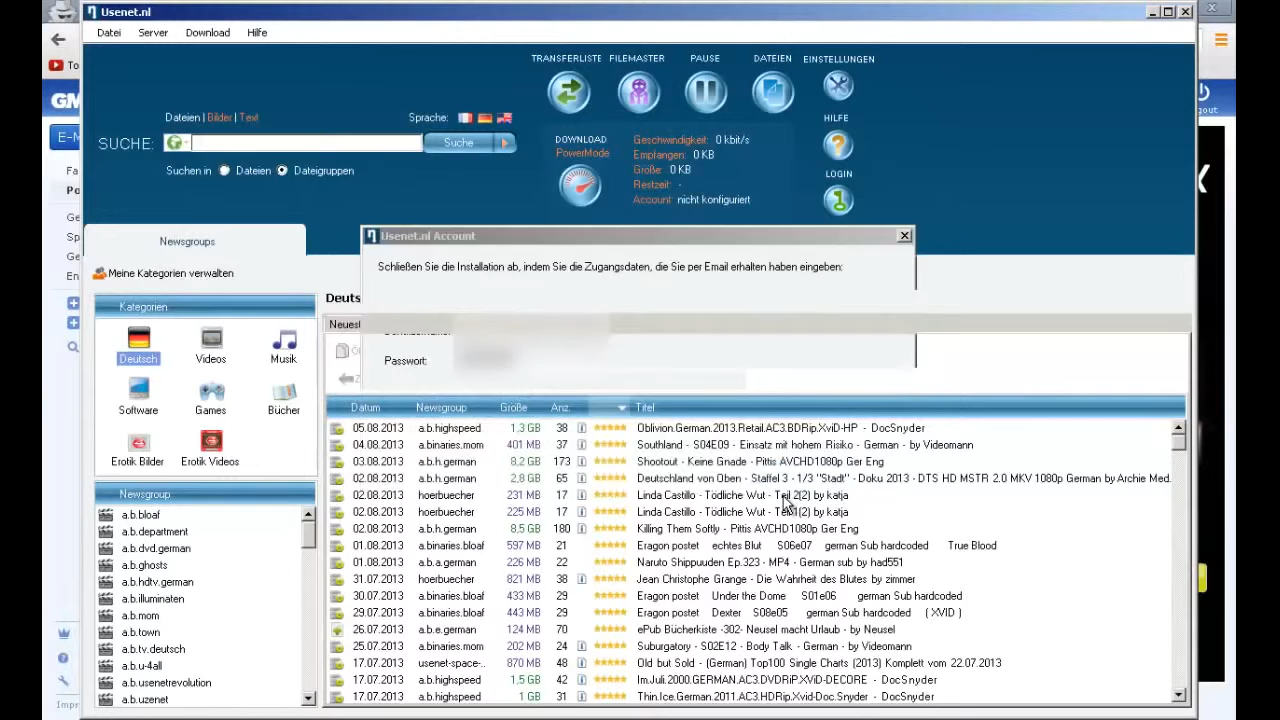 Usenet.nl
Datei Server Download Hilfe
To
GM
out
E-M
TRANSFERLISTE FILEMASTER PAUSE DATEIEN EINSTELLUNGEN
Dateien | Bilder | Text Sprache:
SUCHE: Suche
Suchen in Dateien Dateigruppen
DOWNLOAD
PowerMode
Geschwindigkeit: 0 kbit/s
Empfangen: 0 KB
Größe: 0 KB
Restzeit: -
Account: nicht konfiguriert
HILFE
LOGIN
Newsgroups
Meine Kategorien verwalten
Kategorien
Deutsch Videos Musik
Software Games Bücher
Erotik Bilder Erotik Videos
Newsgroup
a.b.bloaf
a.b.department
a.b.dvd.german
a.b.ghosts
a.b.hdtv.german
a.b.illuminaten
a.b.mom
a.b.town
a.b.tv.deutsch
a.b.u-4all
a.b.usenetrevolution
a.b.uzenet
Usenet.nl Account
Schließen Sie die Installation ab, indem Sie die Zugangsdaten, die Sie per Email erhalten haben eingeben:
Deuts
Neuest
Passwort:
Datum Newsgroup Größe Anz. Titel
05.08.2013 a.b.highspeed 1,3 GB 38 Oblivion.German.2013.Retail.AC3.BDRip.XviD-HP - DocSnyder
04.08.2013 a.binaries.mom 401 MB 37 Southland - S04E09 - Einsatz mit hohem Risiko - German - by Videomann
03.08.2013 a.b.h.german 8,2 GB 173 Shootout - Keine Gnade - Pittis AVCHD1080p Ger Eng
02.08.2013 a.b.h.german 2,8 GB 65 Deutschland von Oben - Staffel 3 - 1/3 "Stadt" - Doku 2013 - DTS HD MSTR 2.0 MKV 1080p German by Archie Med.
02.08.2013 hoerbuecher 231 MB 17 Linda Castillo - Tödliche Wut - Teil 2(2) by katja
02.08.2013 hoerbuecher 225 MB 17 Linda Castillo - Tödliche Wut - Teil 1(2) by katja
02.08.2013 a.b.h.german 8,5 GB 180 Killing Them Softly - Pittis AVCHD1080p Ger Eng
01.08.2013 a.binaries.bloaf 597 MB 21 Eragon postet echtes Blut S06e07 german Sub hardcoded True Blood
01.08.2013 a.b.a.german 226 MB 22 Naruto Shippuuden Ep.323 - MP4 - German sub by had551
31.07.2013 hoerbuecher 821 MB 38 Jean Christophe Grange - Die Wahrheit des Blutes by zimmer
30.07.2013 a.binaries.bloaf 433 MB 29 Eragon postet Under the Dome S01e06 german Sub hardcoded
29.07.2013 a.binaries.bloaf 443 MB 29 Eragon postet Dexter S08e05 german Sub hardcoded ( XVID )
26.07.2013 a.b.e.german 124 MB 70 ePub Bücherkiste -302- Neusel macht Urlaub - by Neusel
25.07.2013 a.binaries.mom 202 MB 24 Suburgatory - S02E12 - Body Talk - German - by Videomann
17.07.2013 usenet-space-.. 870 MB 48 Old but Sold - (German) Top100 Single Charts (2013) Komplett vom 22.07.2013
17.07.2013 a.b.highspeed 1,5 GB 42 Im.Juli.2000.GERMAN.AC3.DVDRiP.XViD-DECORE - DocSnyder
17.07.2013 a.b.highspeed 1 GB 31 Thin.Ice.German.2011.AC3.HDRip.Xvid-Doc.Snyder - DocSnyder
Fa
Po
Ge
Sp
Ge
En
Impr